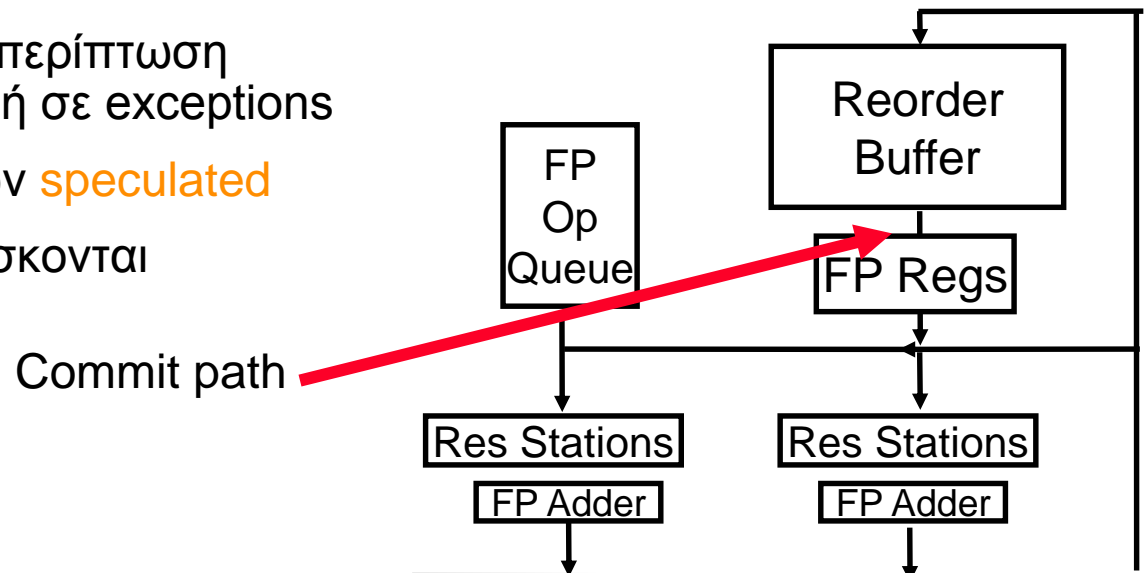 περίπτωση
ή σε exceptions
ν speculated
σκονται
Commit path
FP
Op
Queue
Reorder
Buffer
FP Regs
Res Stations
Res Stations
FP Adder
FP Adder